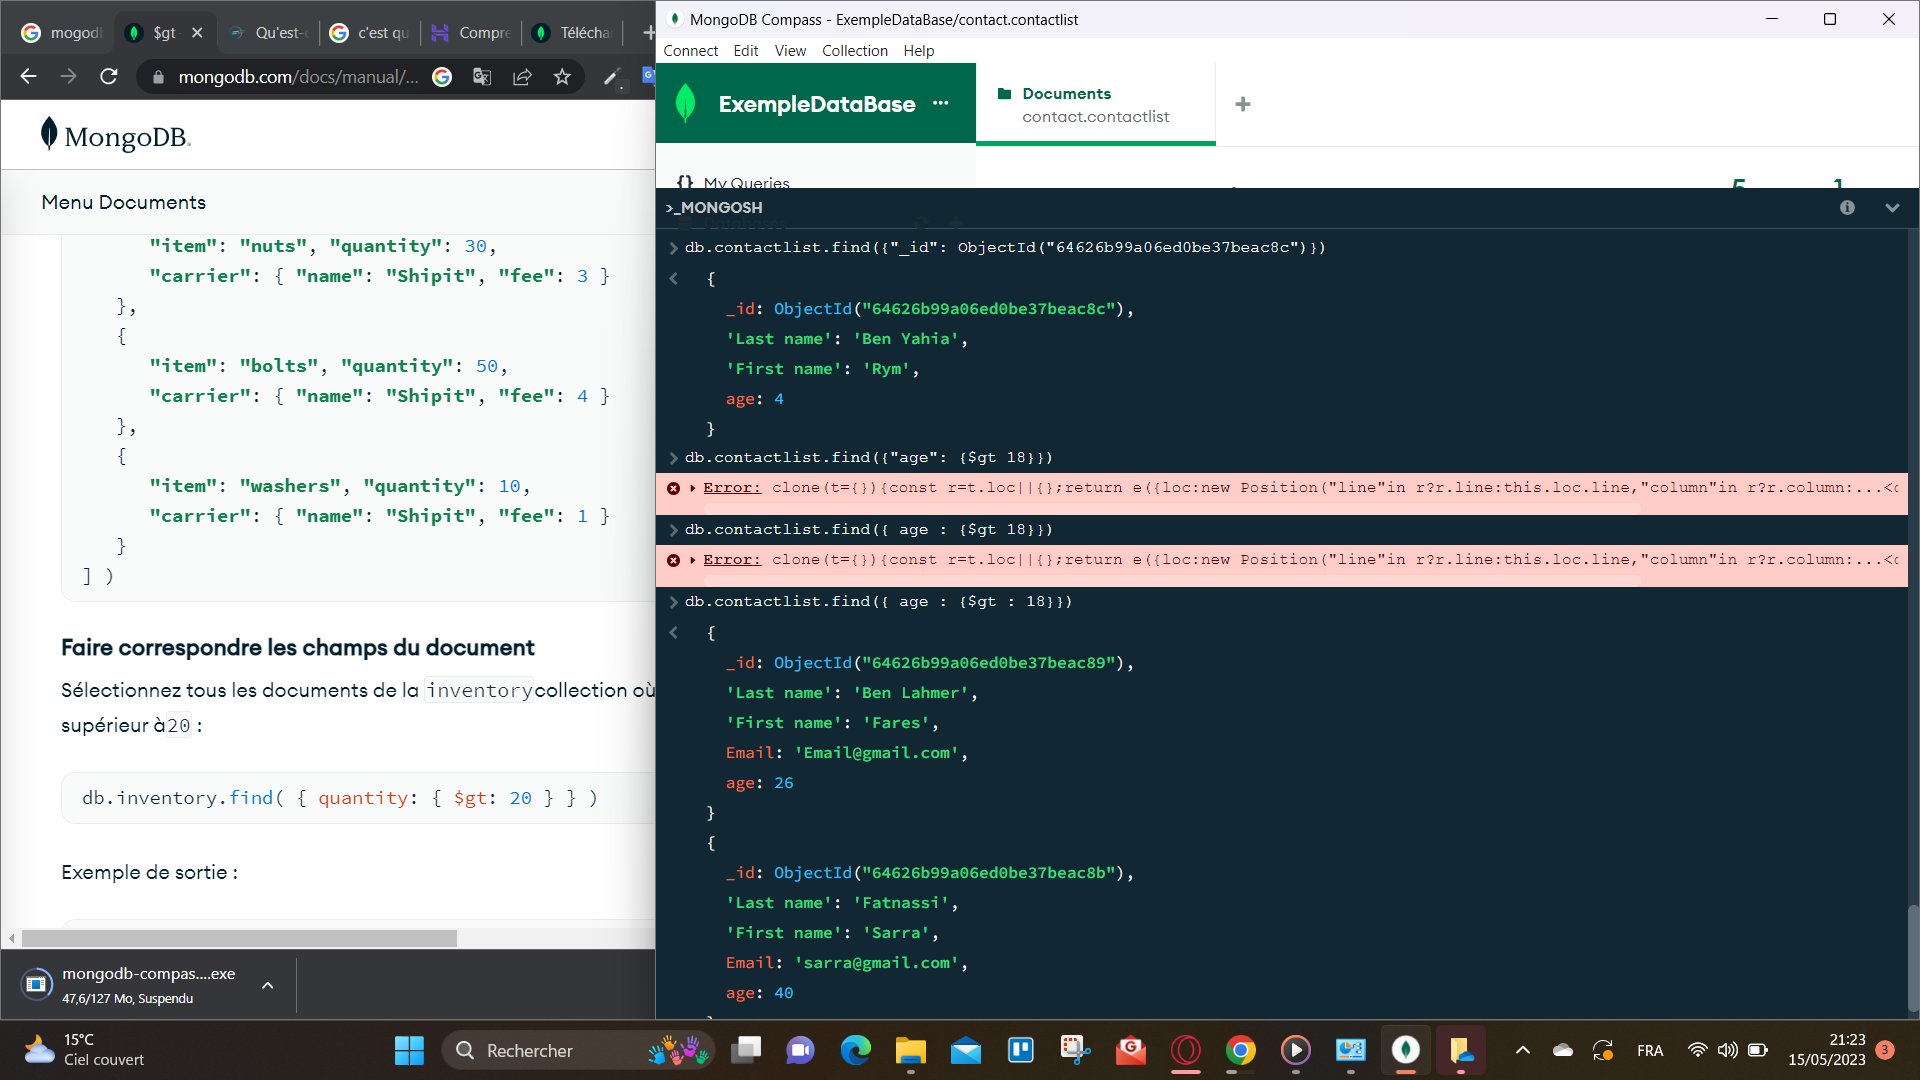 mogod
$gt
Qu'est-
c'est qu
Compre
Télécha
mongodb.com/docs/manual/...
MongoDB.
Menu Documents
"item": "nuts", "quantity": 30,
"carrier": { "name": "Shipit", "fee": 3 }
},
{
"item": "bolts", "quantity": 50,
"carrier": { "name": "Shipit", "fee": 4 }
},
{
"item": "washers", "quantity": 10,
"carrier": { "name": "Shipit", "fee": 1 }
}
] )
Faire correspondre les champs du document
Sélectionnez tous les documents de la inventory collection où
supérieur à 20 :
db.inventory.find( { quantity: { $gt: 20 } } )
Exemple de sortie :
mongodb-compas....exe
47,6/127 Mo, Suspendu
MongoDB Compass - ExempleDataBase/contact.contactlist
Connect Edit View Collection Help
ExempleDataBase ...
Documents
contact.contactlist
{} My Queries
5 1
>_MONGOSH
db.contactlist.find({"_id": ObjectId("64626b99a06ed0be37beac8c")})
{
_id: ObjectId("64626b99a06ed0be37beac8c"),
'Last name': 'Ben Yahia',
'First name': 'Rym',
age: 4
}
db.contactlist.find({"age": {$gt 18}})
Error: clone(t={}){const r=t.loc||{};return e({loc:new Position("line"in r?r.line:this.loc.line,"column"in r?r.column:...<c
db.contactlist.find({ age : {$gt 18}})
Error: clone(t={}){const r=t.loc||{};return e({loc:new Position("line"in r?r.line:this.loc.line,"column"in r?r.column:...<c
db.contactlist.find({ age : {$gt : 18}})
{
_id: ObjectId("64626b99a06ed0be37beac89"),
'Last name': 'Ben Lahmer',
'First name': 'Fares',
Email: 'Email@gmail.com',
age: 26
}
{
_id: ObjectId("64626b99a06ed0be37beac8b"),
'Last name': 'Fatnassi',
'First name': 'Sarra',
Email: 'sarra@gmail.com',
age: 40
15°C
Ciel couvert
Rechercher
FRA
21:23
15/05/2023
3